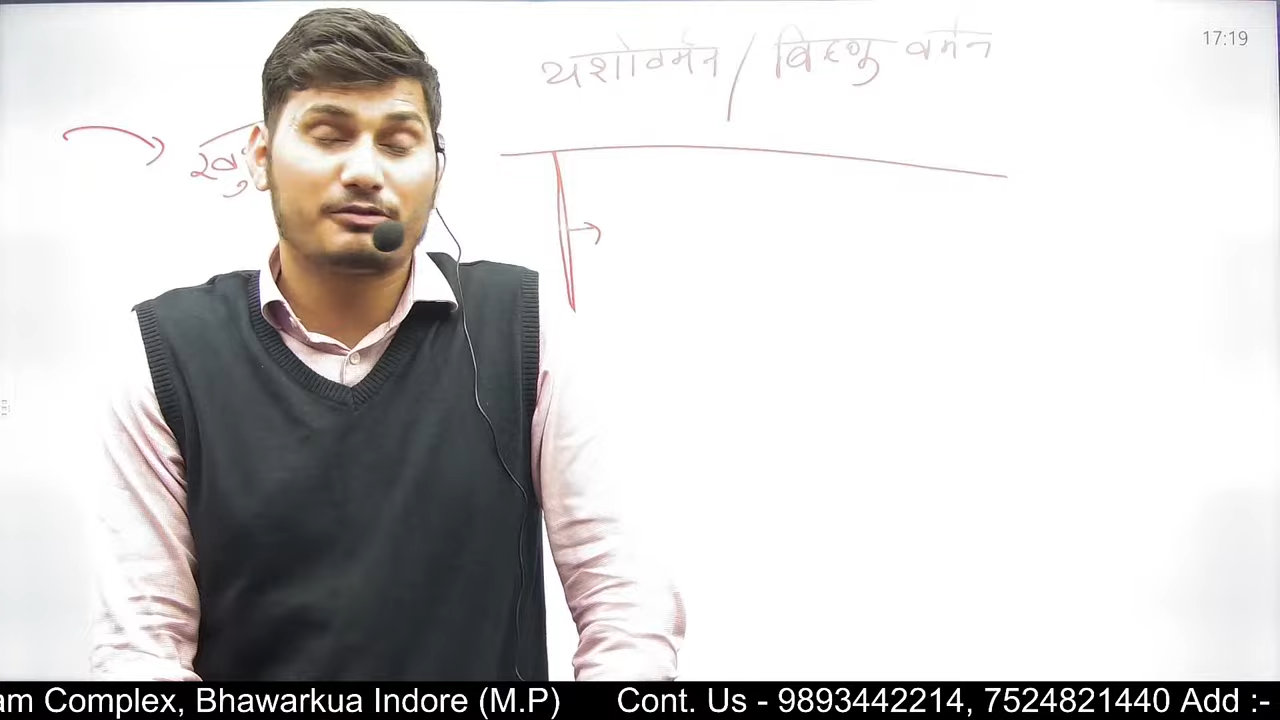 यशोवर्मन / विष्णु वर्मन
17:19
am Complex, Bhawarkua Indore (M.P) Cont. Us - 9893442214, 7524821440 Add :-